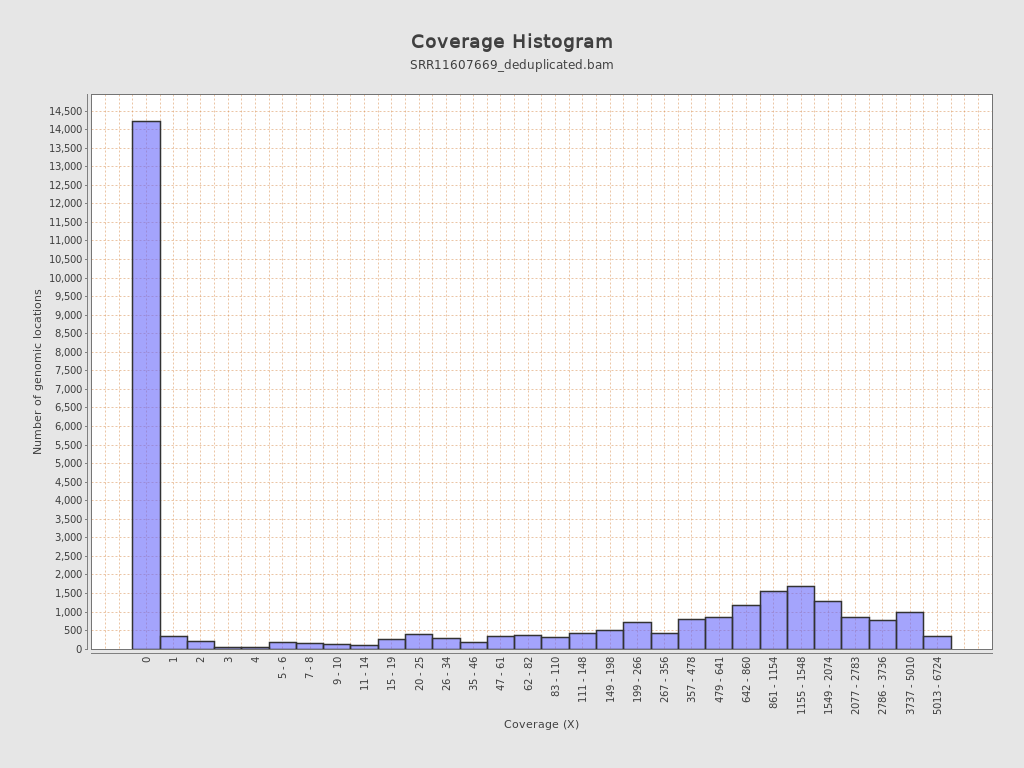 Coverage Histogram
SRR11607669_deduplicated.bam
14,500
14,000
13,500
13,000
12,500
12,000
11,500
11,000
10,500
10,000
9,500
9,000
8,500
8,000
7,500
7,000
6,500
6,000
5,500
5,000
4,500
4,000
3,500
3,000
2,500
2,000
1,500
1,000
500
0
Number of genomic locations
0
1
2
3
4
5 - 6
7 - 8
9 - 10
11 - 14
15 - 19
20 - 25
26 - 34
35 - 46
47 - 61
62 - 82
83 - 110
111 - 148
149 - 198
199 - 266
267 - 356
357 - 478
479 - 641
642 - 860
861 - 1154
1155 - 1548
1549 - 2074
2077 - 2783
2786 - 3736
3737 - 5010
5013 - 6724
Coverage (X)